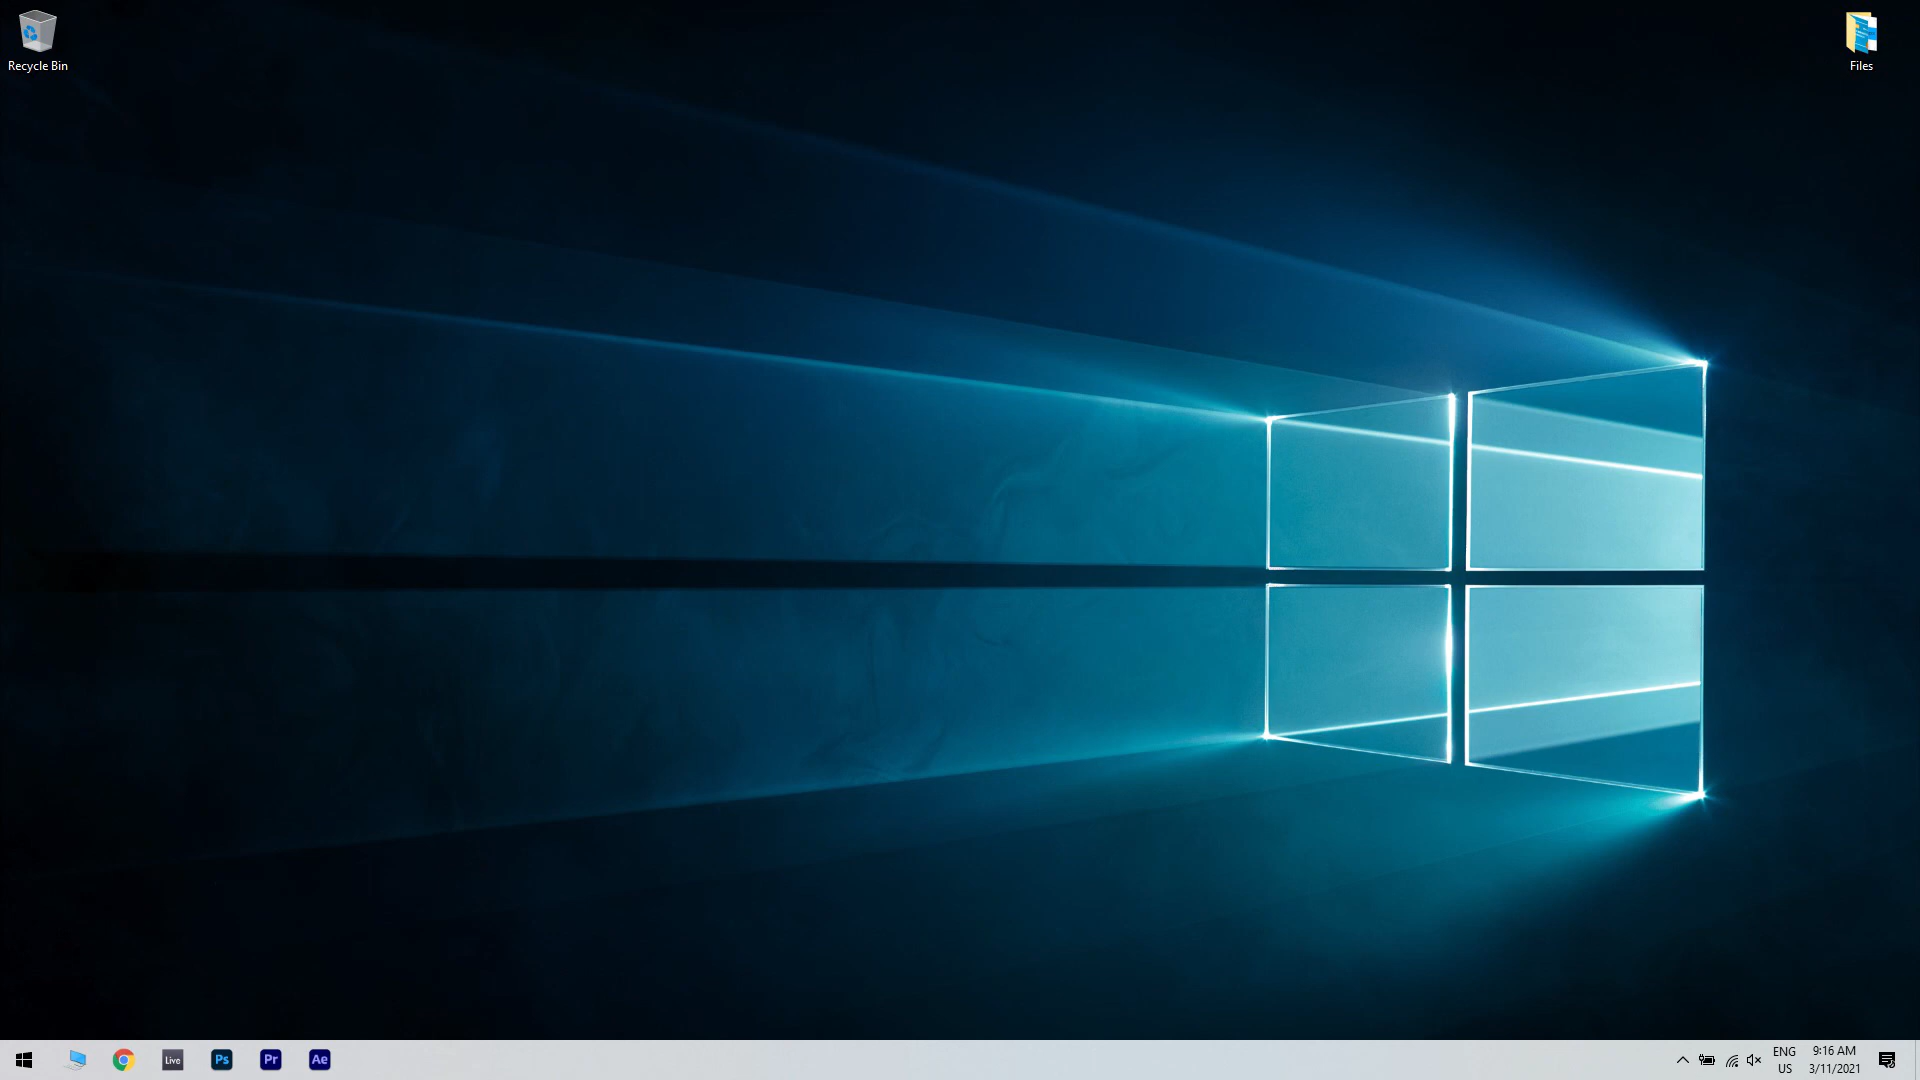 Recycle Bin
Files
Live
Ps
Pr
Ae
ENG
US
9:16 AM
3/11/2021